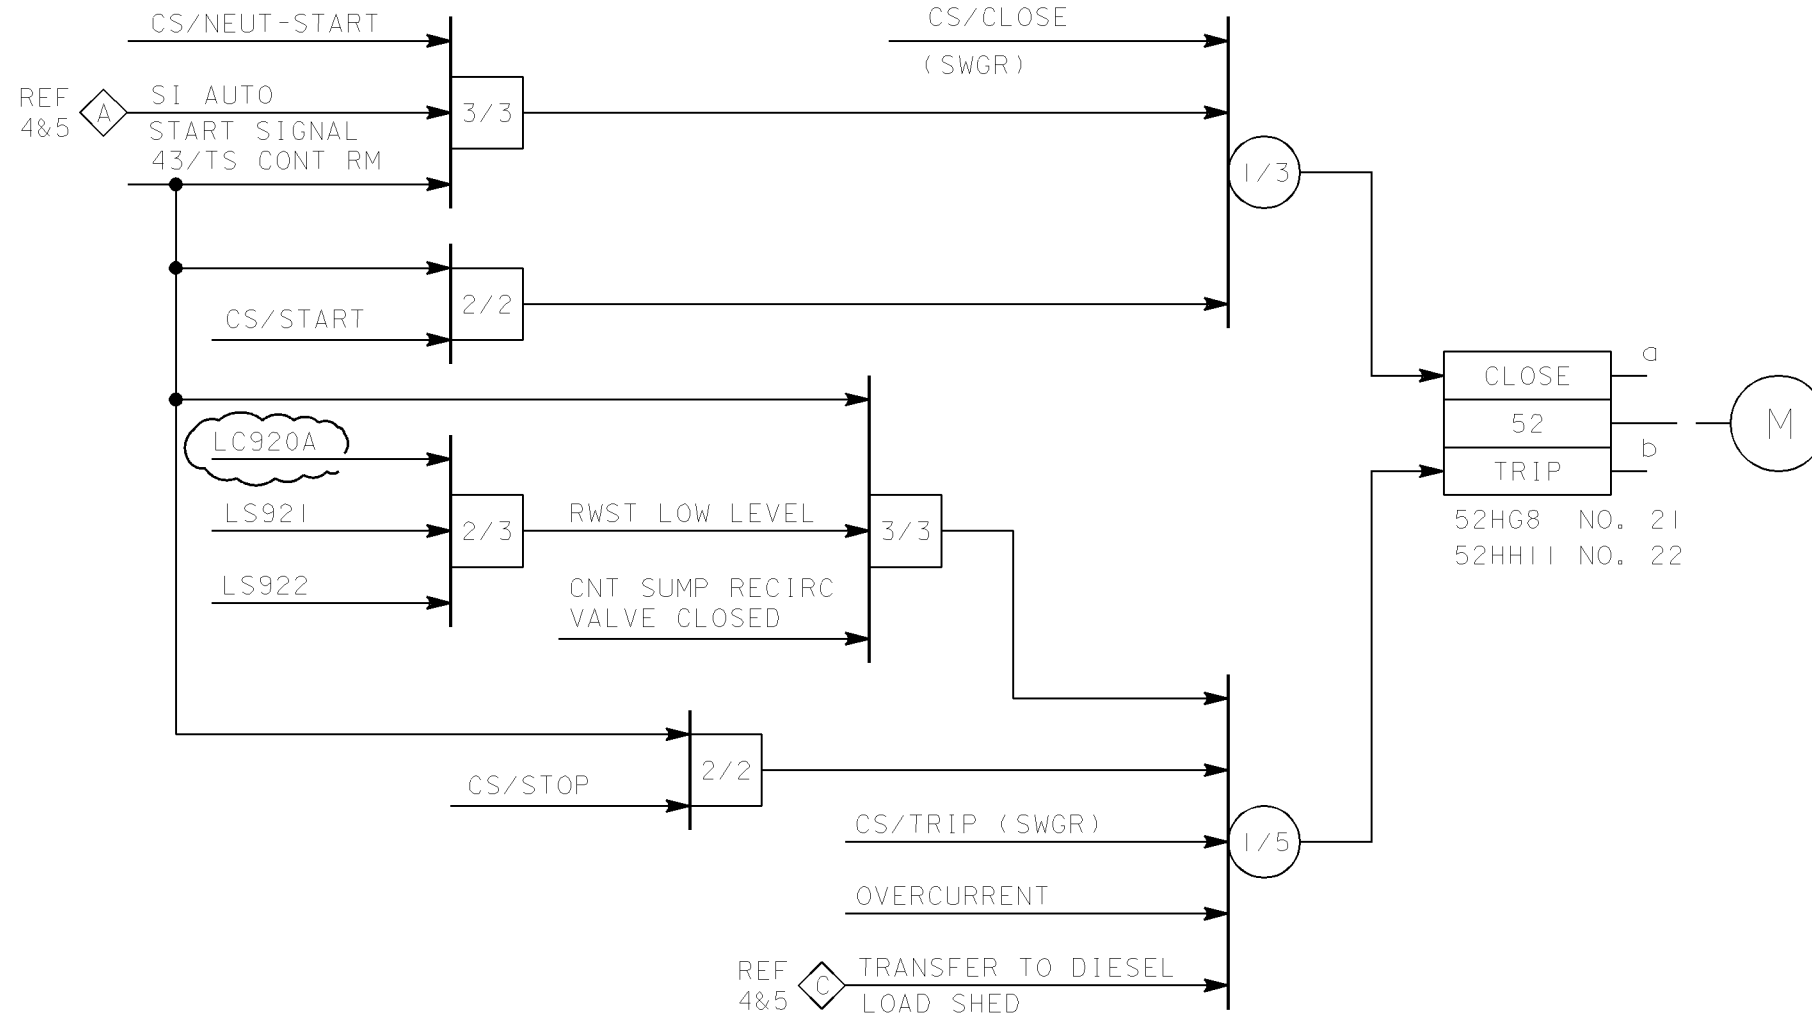 CS/NEUT-START
REF
4&5
A
SI AUTO
START SIGNAL
43/TS CONT RM
3/3
CS/CLOSE
(SWGR)
1/3
2/2
CS/START
LC920A
LS921
LS922
2/3
RWST LOW LEVEL
CNT SUMP RECIRC
VALVE CLOSED
3/3
CLOSE
52
TRIP
a
b
M
52HG8 NO. 21
52HH11 NO. 22
CS/STOP
2/2
CS/TRIP (SWGR)
OVERCURRENT
1/5
REF
4&5
C
TRANSFER TO DIESEL
LOAD SHED